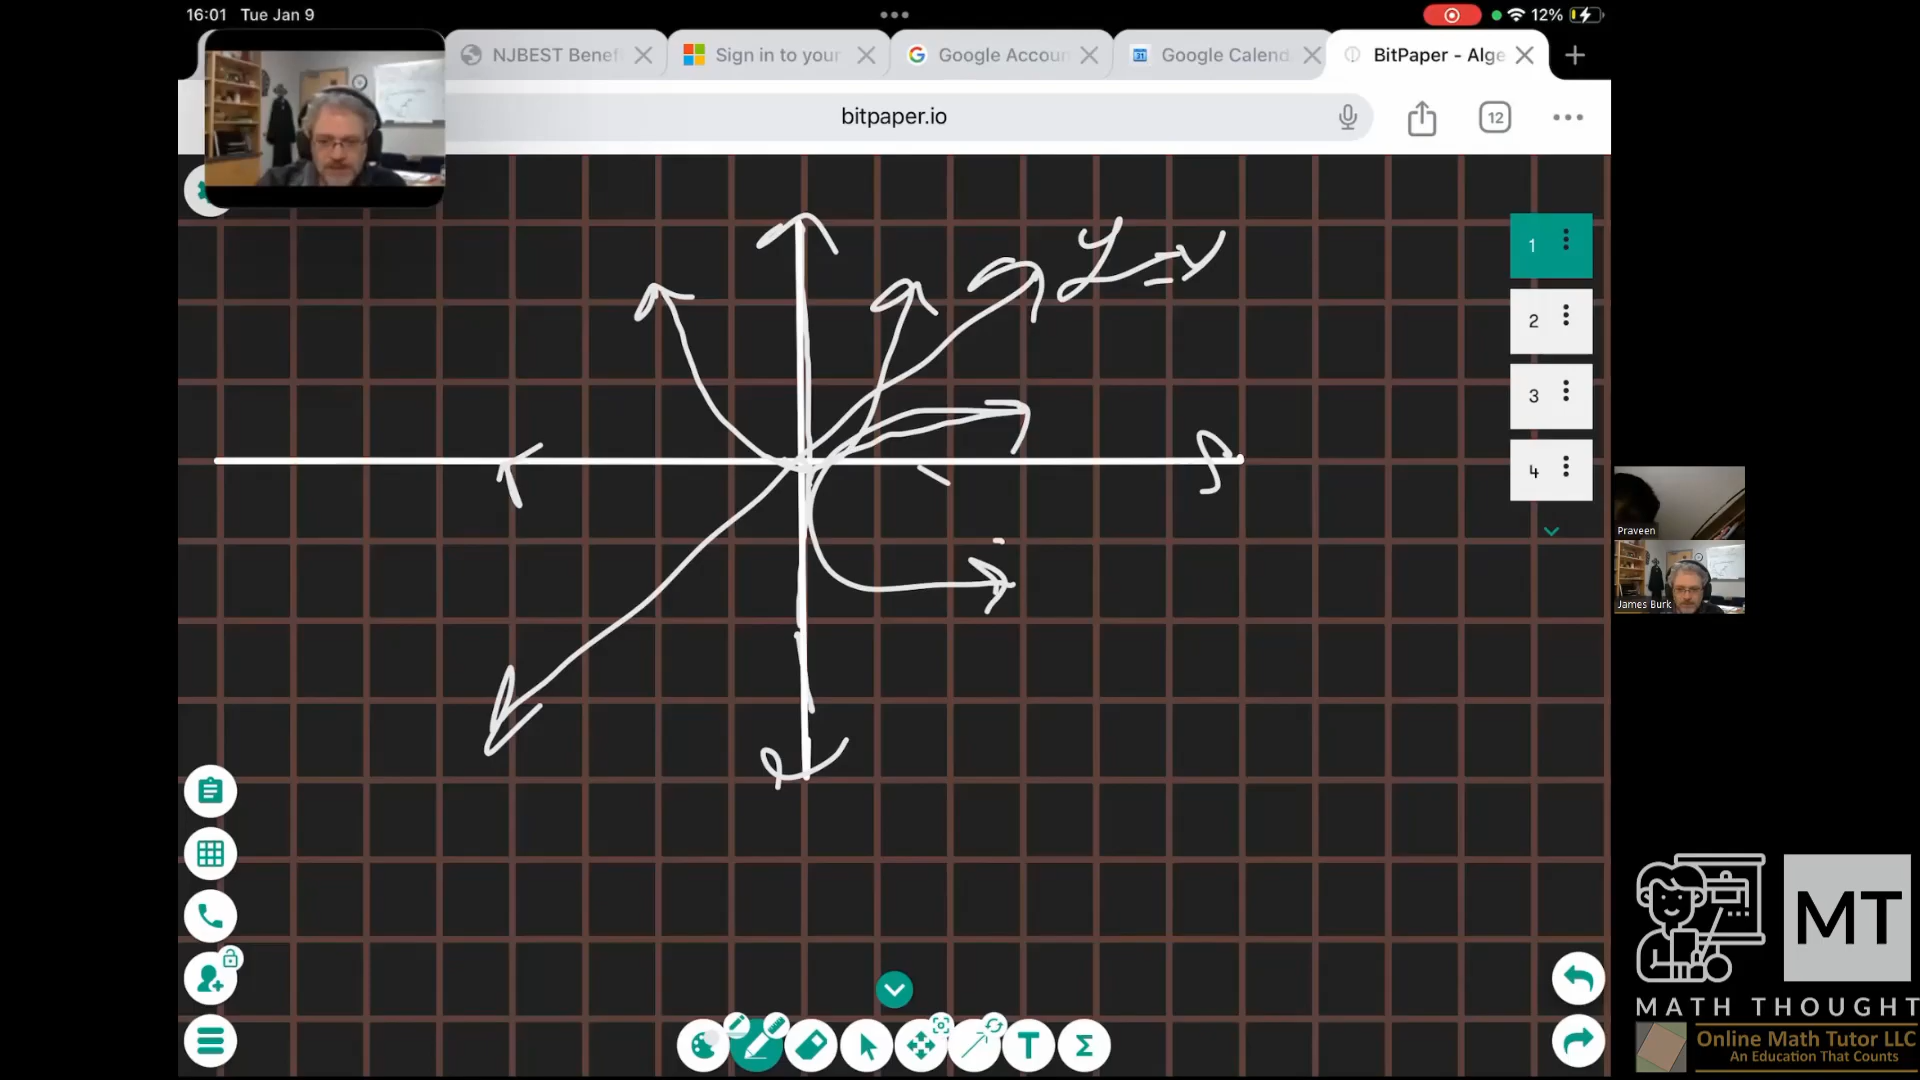 16:01 Tue Jan 9
12%
NJBEST Benef
Sign in to your
Google Accoun
Google Calend
BitPaper - Alge
bitpaper.io
12
y=x
1
2
3
4
Praveen
James Burk
T
Σ
MT
MATH THOUGHT
Online Math Tutor LLC
An Education That Counts